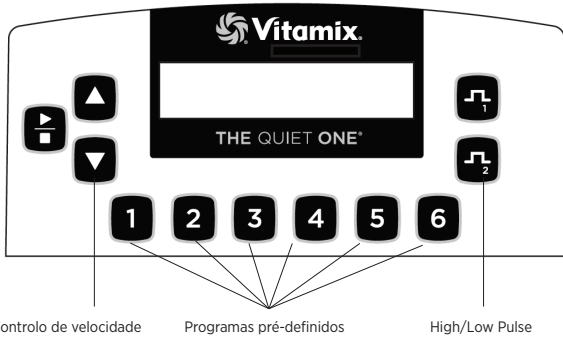 Vitamix.
THE QUIET ONE®
1
2
1 2 3 4 5 6
ontrolo de velocidade Programas pré-definidos High/Low Pulse